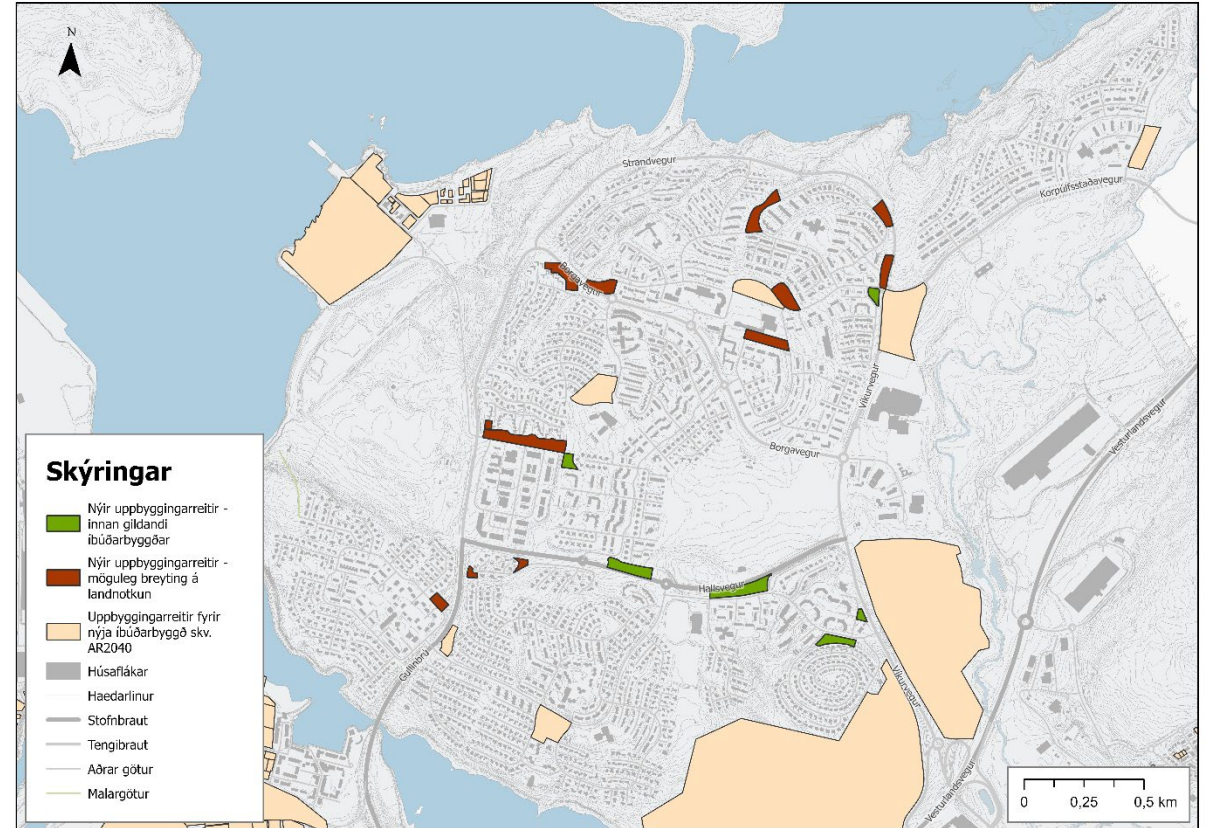 N
Strandvegur
Korpúlfsstaðavegur
Borgavegur
Víkurvegur
Vesturlandsvegur
Borgavegur
Hallsvegur
Gullinbrú
Víkurvegur
Vesturlandsvegur
Skýringar
Nýir uppbyggingarreitir -
innan gildandi
íbúðarbyggðar
Nýir uppbyggingarreitir -
möguleg breyting á
landnotkun
Uppbyggingarreitir fyrir
nýja íbúðarbyggð skv.
AR2040
Húsaflákar
Haedarlinur
Stofnbraut
Tengibraut
Aðrar götur
Malargötur
0 0,25 0,5 km